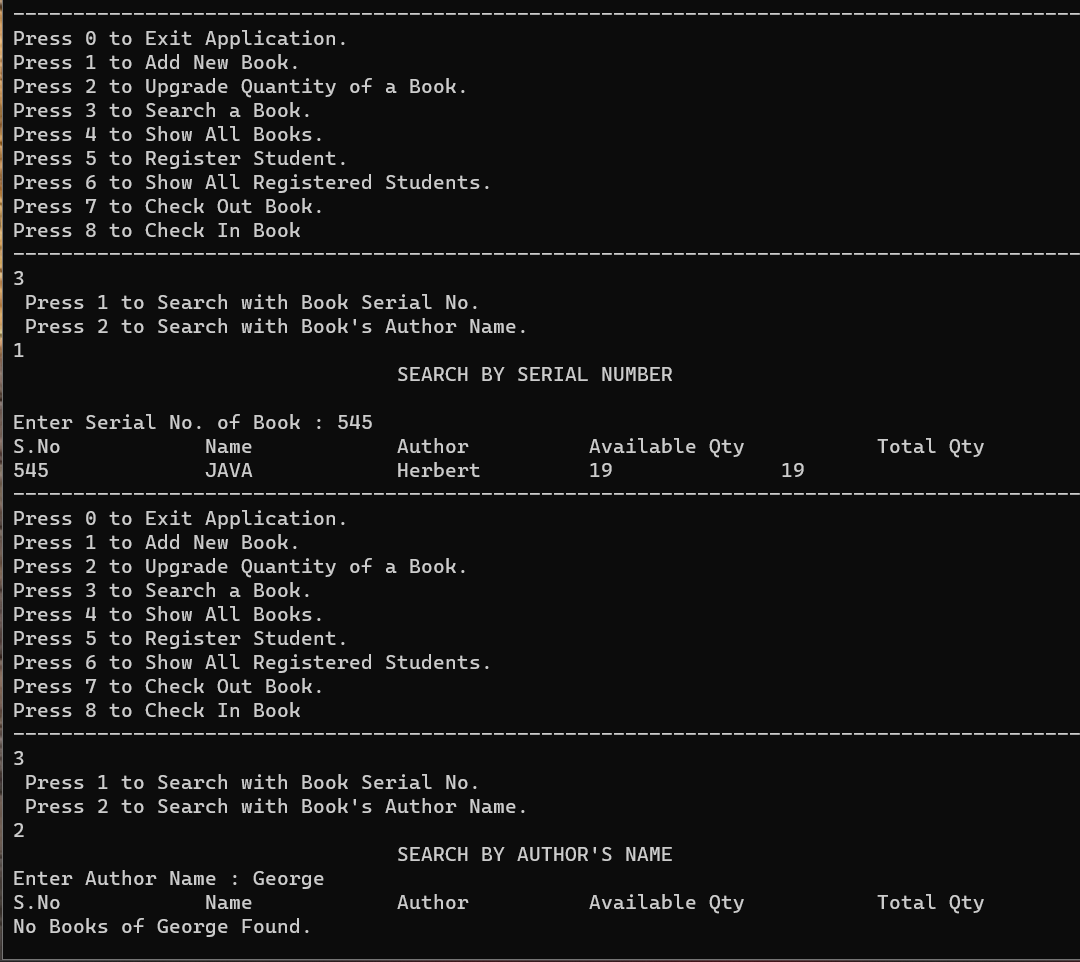 Press 0 to Exit Application.
Press 1 to Add New Book.
Press 2 to Upgrade Quantity of a Book.
Press 3 to Search a Book.
Press 4 to Show All Books.
Press 5 to Register Student.
Press 6 to Show All Registered Students.
Press 7 to Check Out Book.
Press 8 to Check In Book
3
Press 1 to Search with Book Serial No.
Press 2 to Search with Book's Author Name.
1
SEARCH BY SERIAL NUMBER
Enter Serial No. of Book : 545
S.No Name Author Available Qty Total Qty
545 JAVA Herbert 19 19
Press 0 to Exit Application.
Press 1 to Add New Book.
Press 2 to Upgrade Quantity of a Book.
Press 3 to Search a Book.
Press 4 to Show All Books.
Press 5 to Register Student.
Press 6 to Show All Registered Students.
Press 7 to Check Out Book.
Press 8 to Check In Book
3
Press 1 to Search with Book Serial No.
Press 2 to Search with Book's Author Name.
2
SEARCH BY AUTHOR'S NAME
Enter Author Name : George
S.No Name Author Available Qty Total Qty
No Books of George Found.